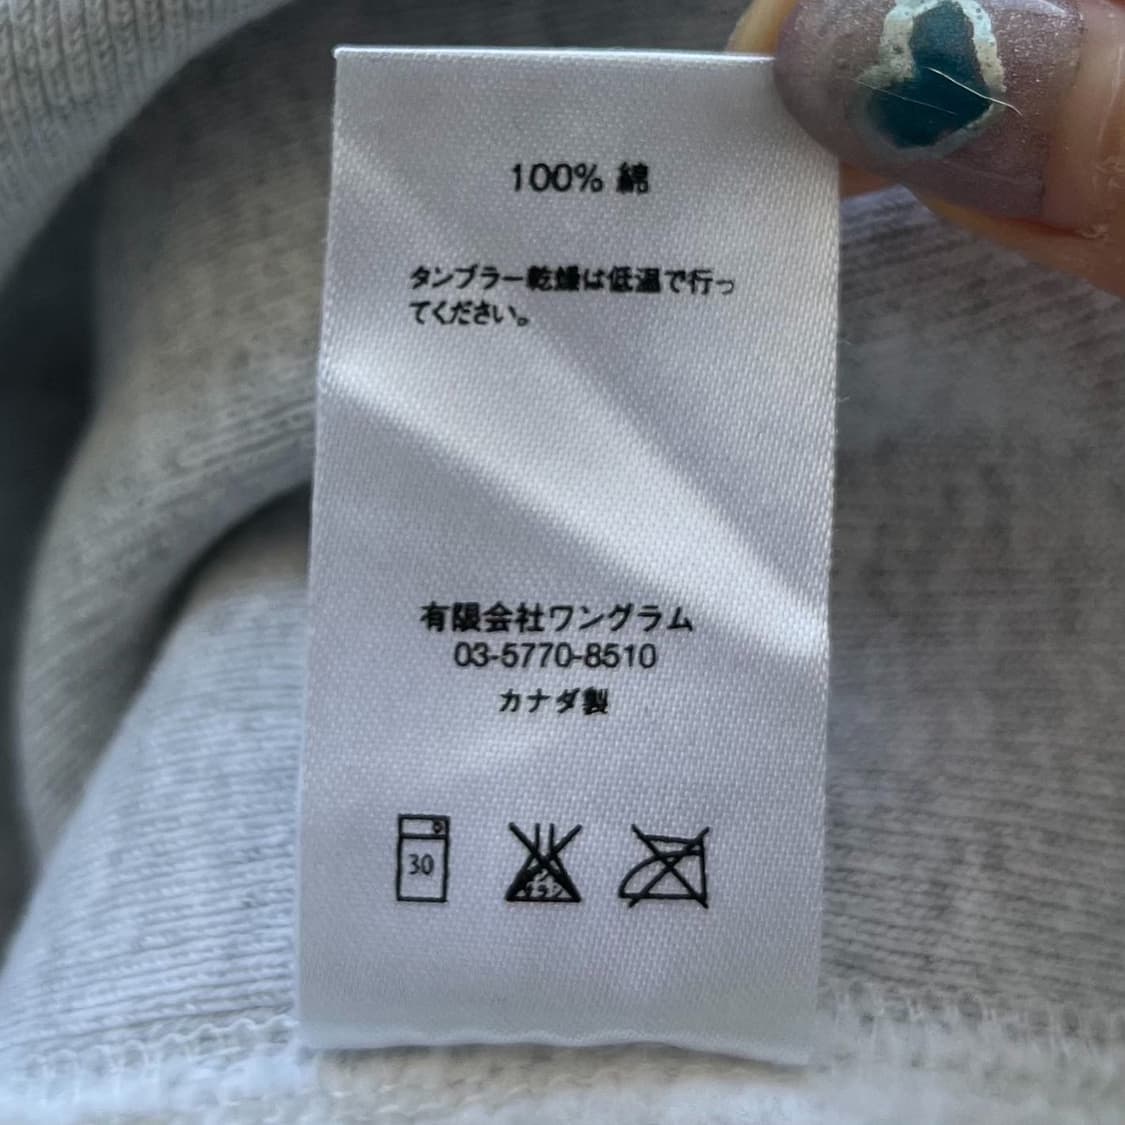 100% 綿
タンブラー乾燥は低温で行っ
てください。
有限会社ワングラム
03-5770-8510
カナダ製
30